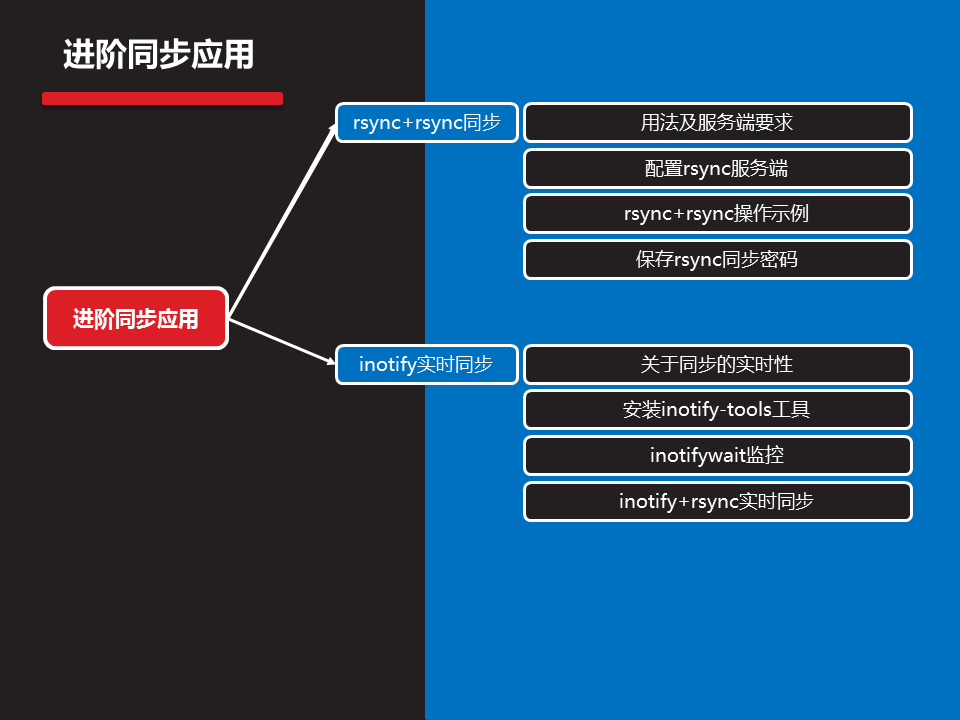 进阶同步应用
rsync+rsync同步
用法及服务端要求
配置rsync服务端
rsync+rsync操作示例
保存rsync同步密码
进阶同步应用
inotify实时同步
关于同步的实时性
安装inotify-tools工具
inotifywait监控
inotify+rsync实时同步